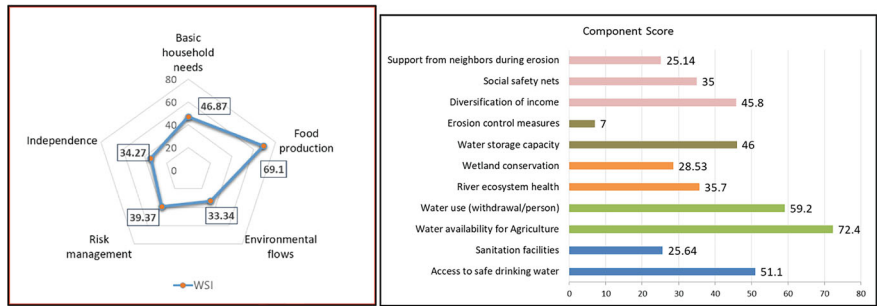 Basic
household
needs
80
60
40
20
0
46.87
Food
production
69.1
33.34
Environmental
flows
39.37
Risk
management
34.27
Independence
WSI
Component Score
Support from neighbors during erosion 25.14
Social safety nets 35
Diversification of income 45.8
Erosion control measures 7
Water storage capacity 46
Wetland conservation 28.53
River ecosystem health 35.7
Water use (withdrawal/person) 59.2
Water availability for Agriculture 72.4
Sanitation facilities 25.64
Access to safe drinking water 51.1
0 10 20 30 40 50 60 70 80